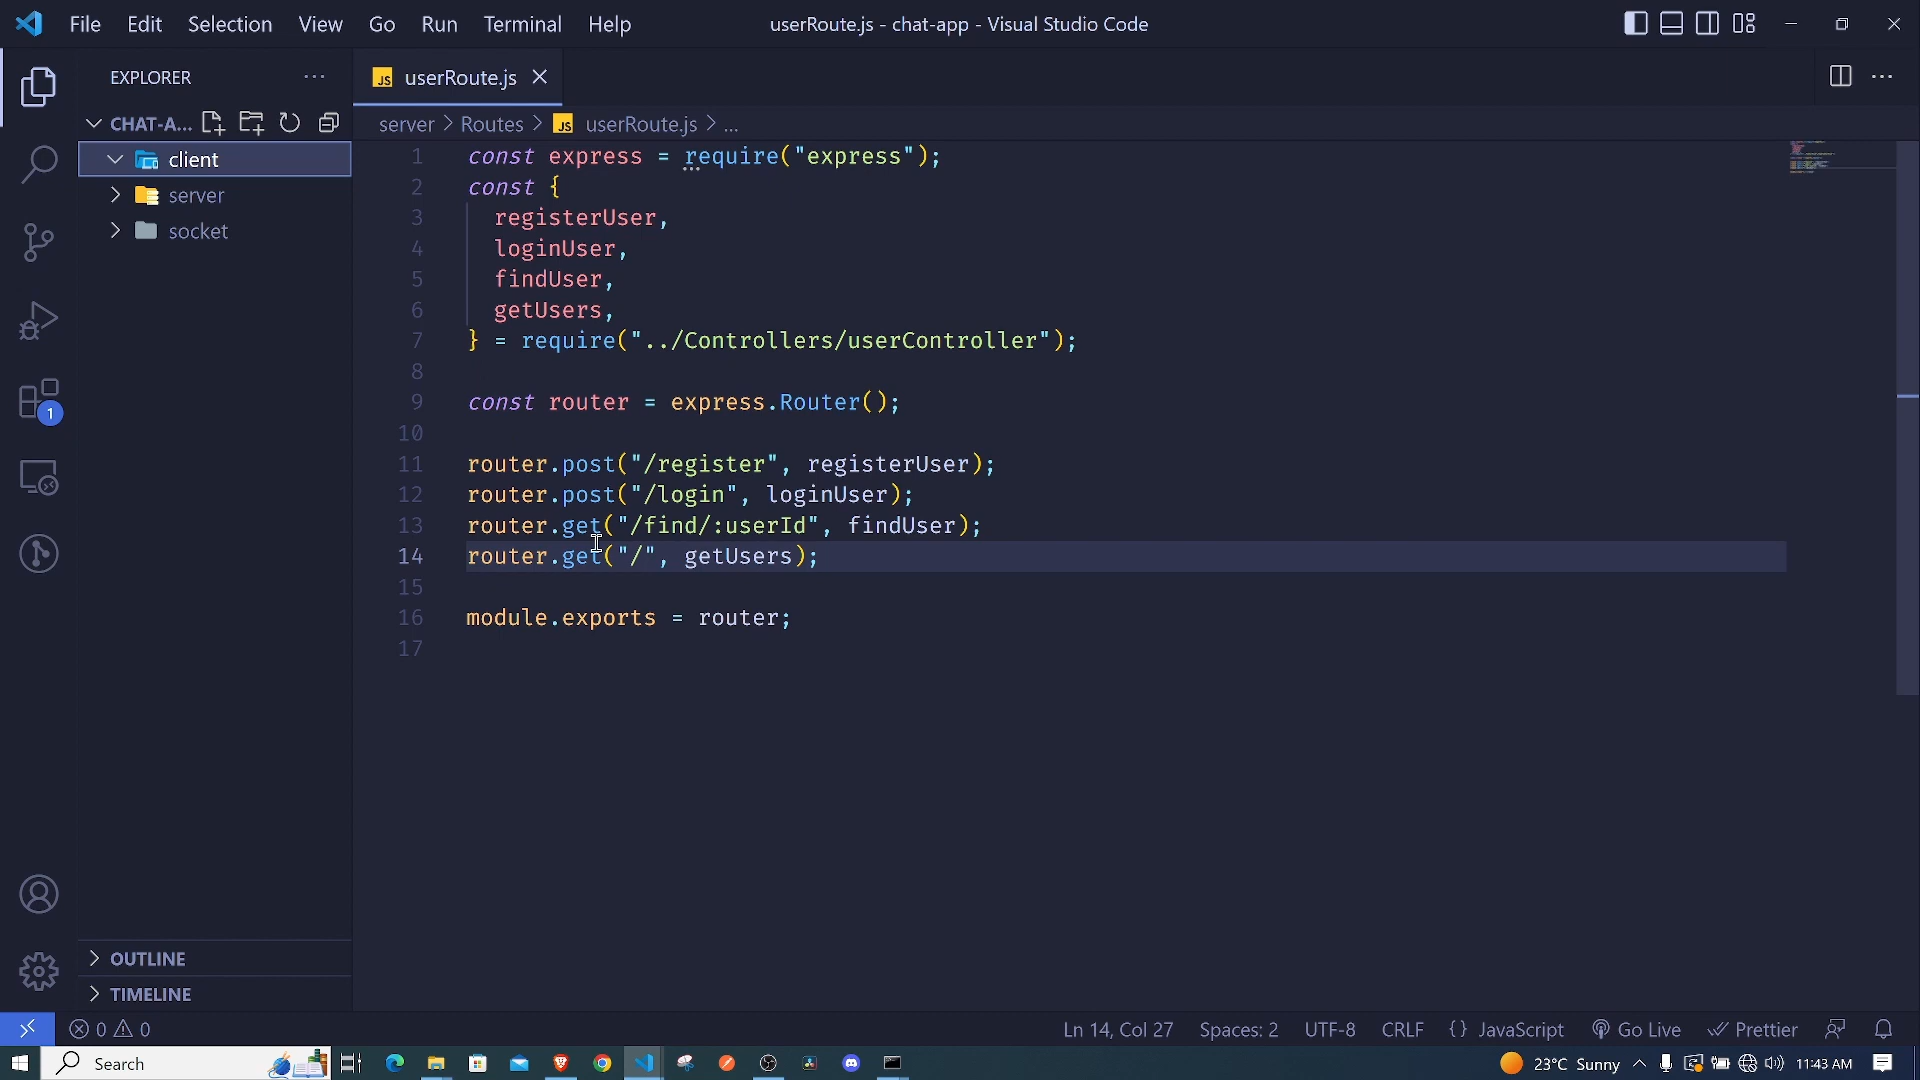 File Edit Selection View Go Run Terminal Help
userRoute.js - chat-app - Visual Studio Code
EXPLORER ···
JS userRoute.js
CHAT-A...
server > Routes > JS userRoute.js > ...
client
server
socket
1 const express = require("express");
2 const {
3 registerUser,
4 loginUser,
5 findUser,
6 getUsers,
7 } = require("../Controllers/userController");
8
9 const router = express.Router();
10
11 router.post("/register", registerUser);
12 router.post("/login", loginUser);
13 router.get("/find/:userId", findUser);
14 router.get("/", getUsers);
15
16 module.exports = router;
17
1
OUTLINE
TIMELINE
0 0
Ln 14, Col 27 Spaces: 2 UTF-8 CRLF {} JavaScript Go Live Prettier
Search
23°C Sunny
11:43 AM